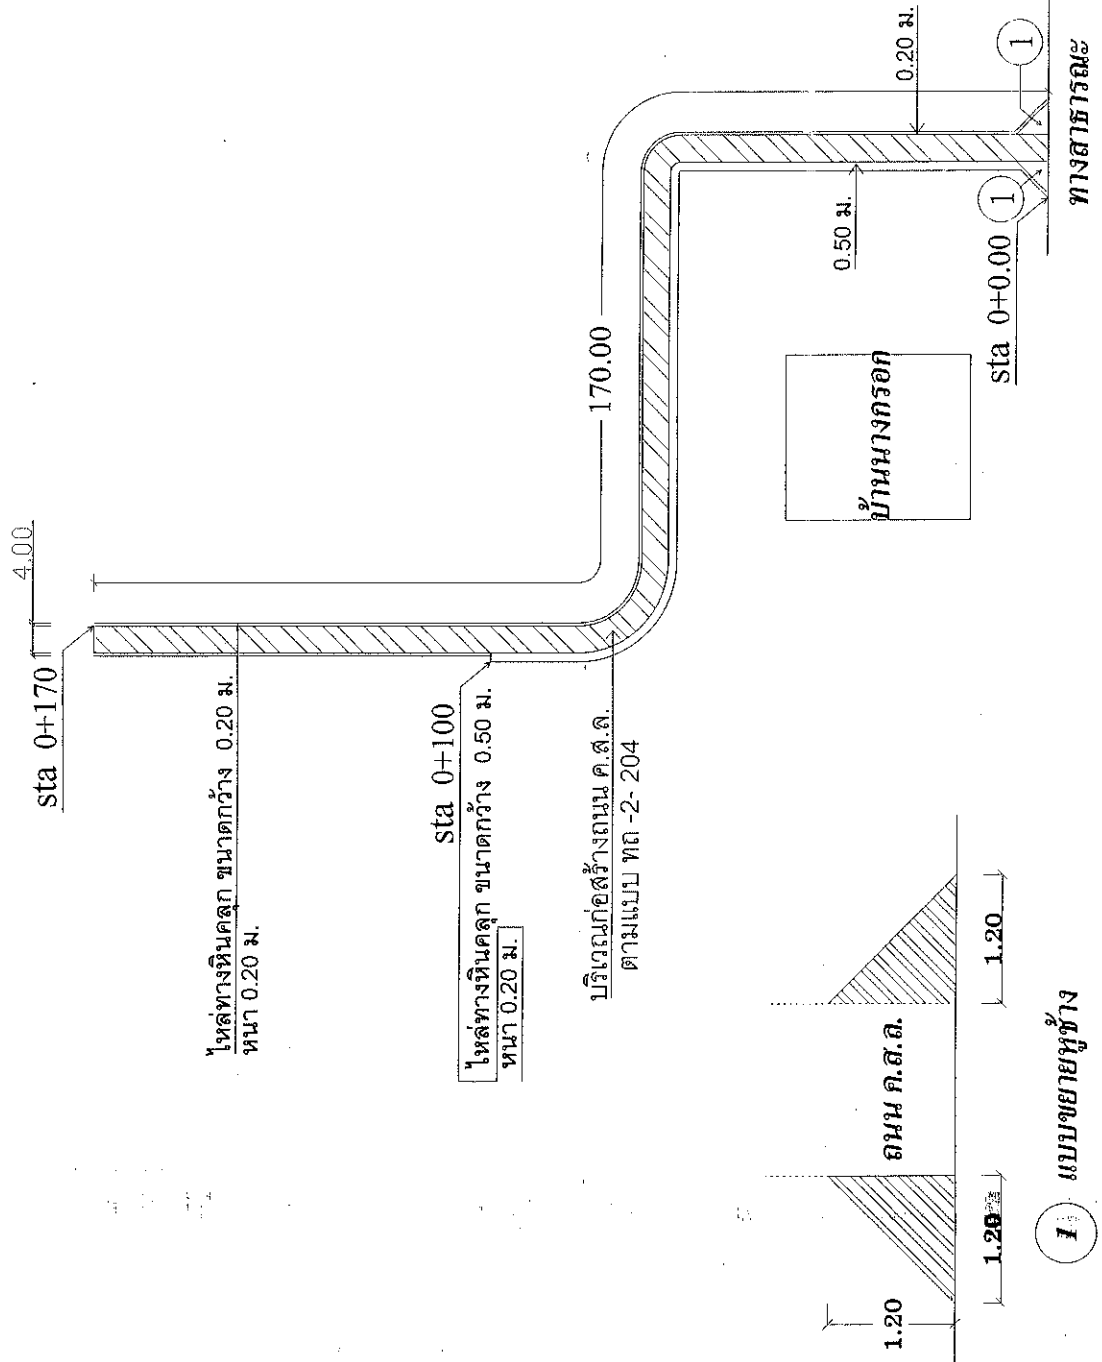 4.00
sta 0+170
ไหล่ทางหินคลุก ขนาดกว้าง 0.20 ม.
หนา 0.20 ม.
sta 0+100
ไหล่ทางหินคลุก ขนาดกว้าง 0.50 ม.
หนา 0.20 ม.
บริเวณก่อสร้างถนน ค.ส.ล.
ตามแบบ ทถ -2- 204
170.00
0.20 ม.
0.50 ม.
1
1
sta 0+0.00
บ้านนางกรอก
ทางสาธารณะ
ถนน ค.ส.ล.
1.20
1.20
1.20
1
แบบขยายหูช้าง